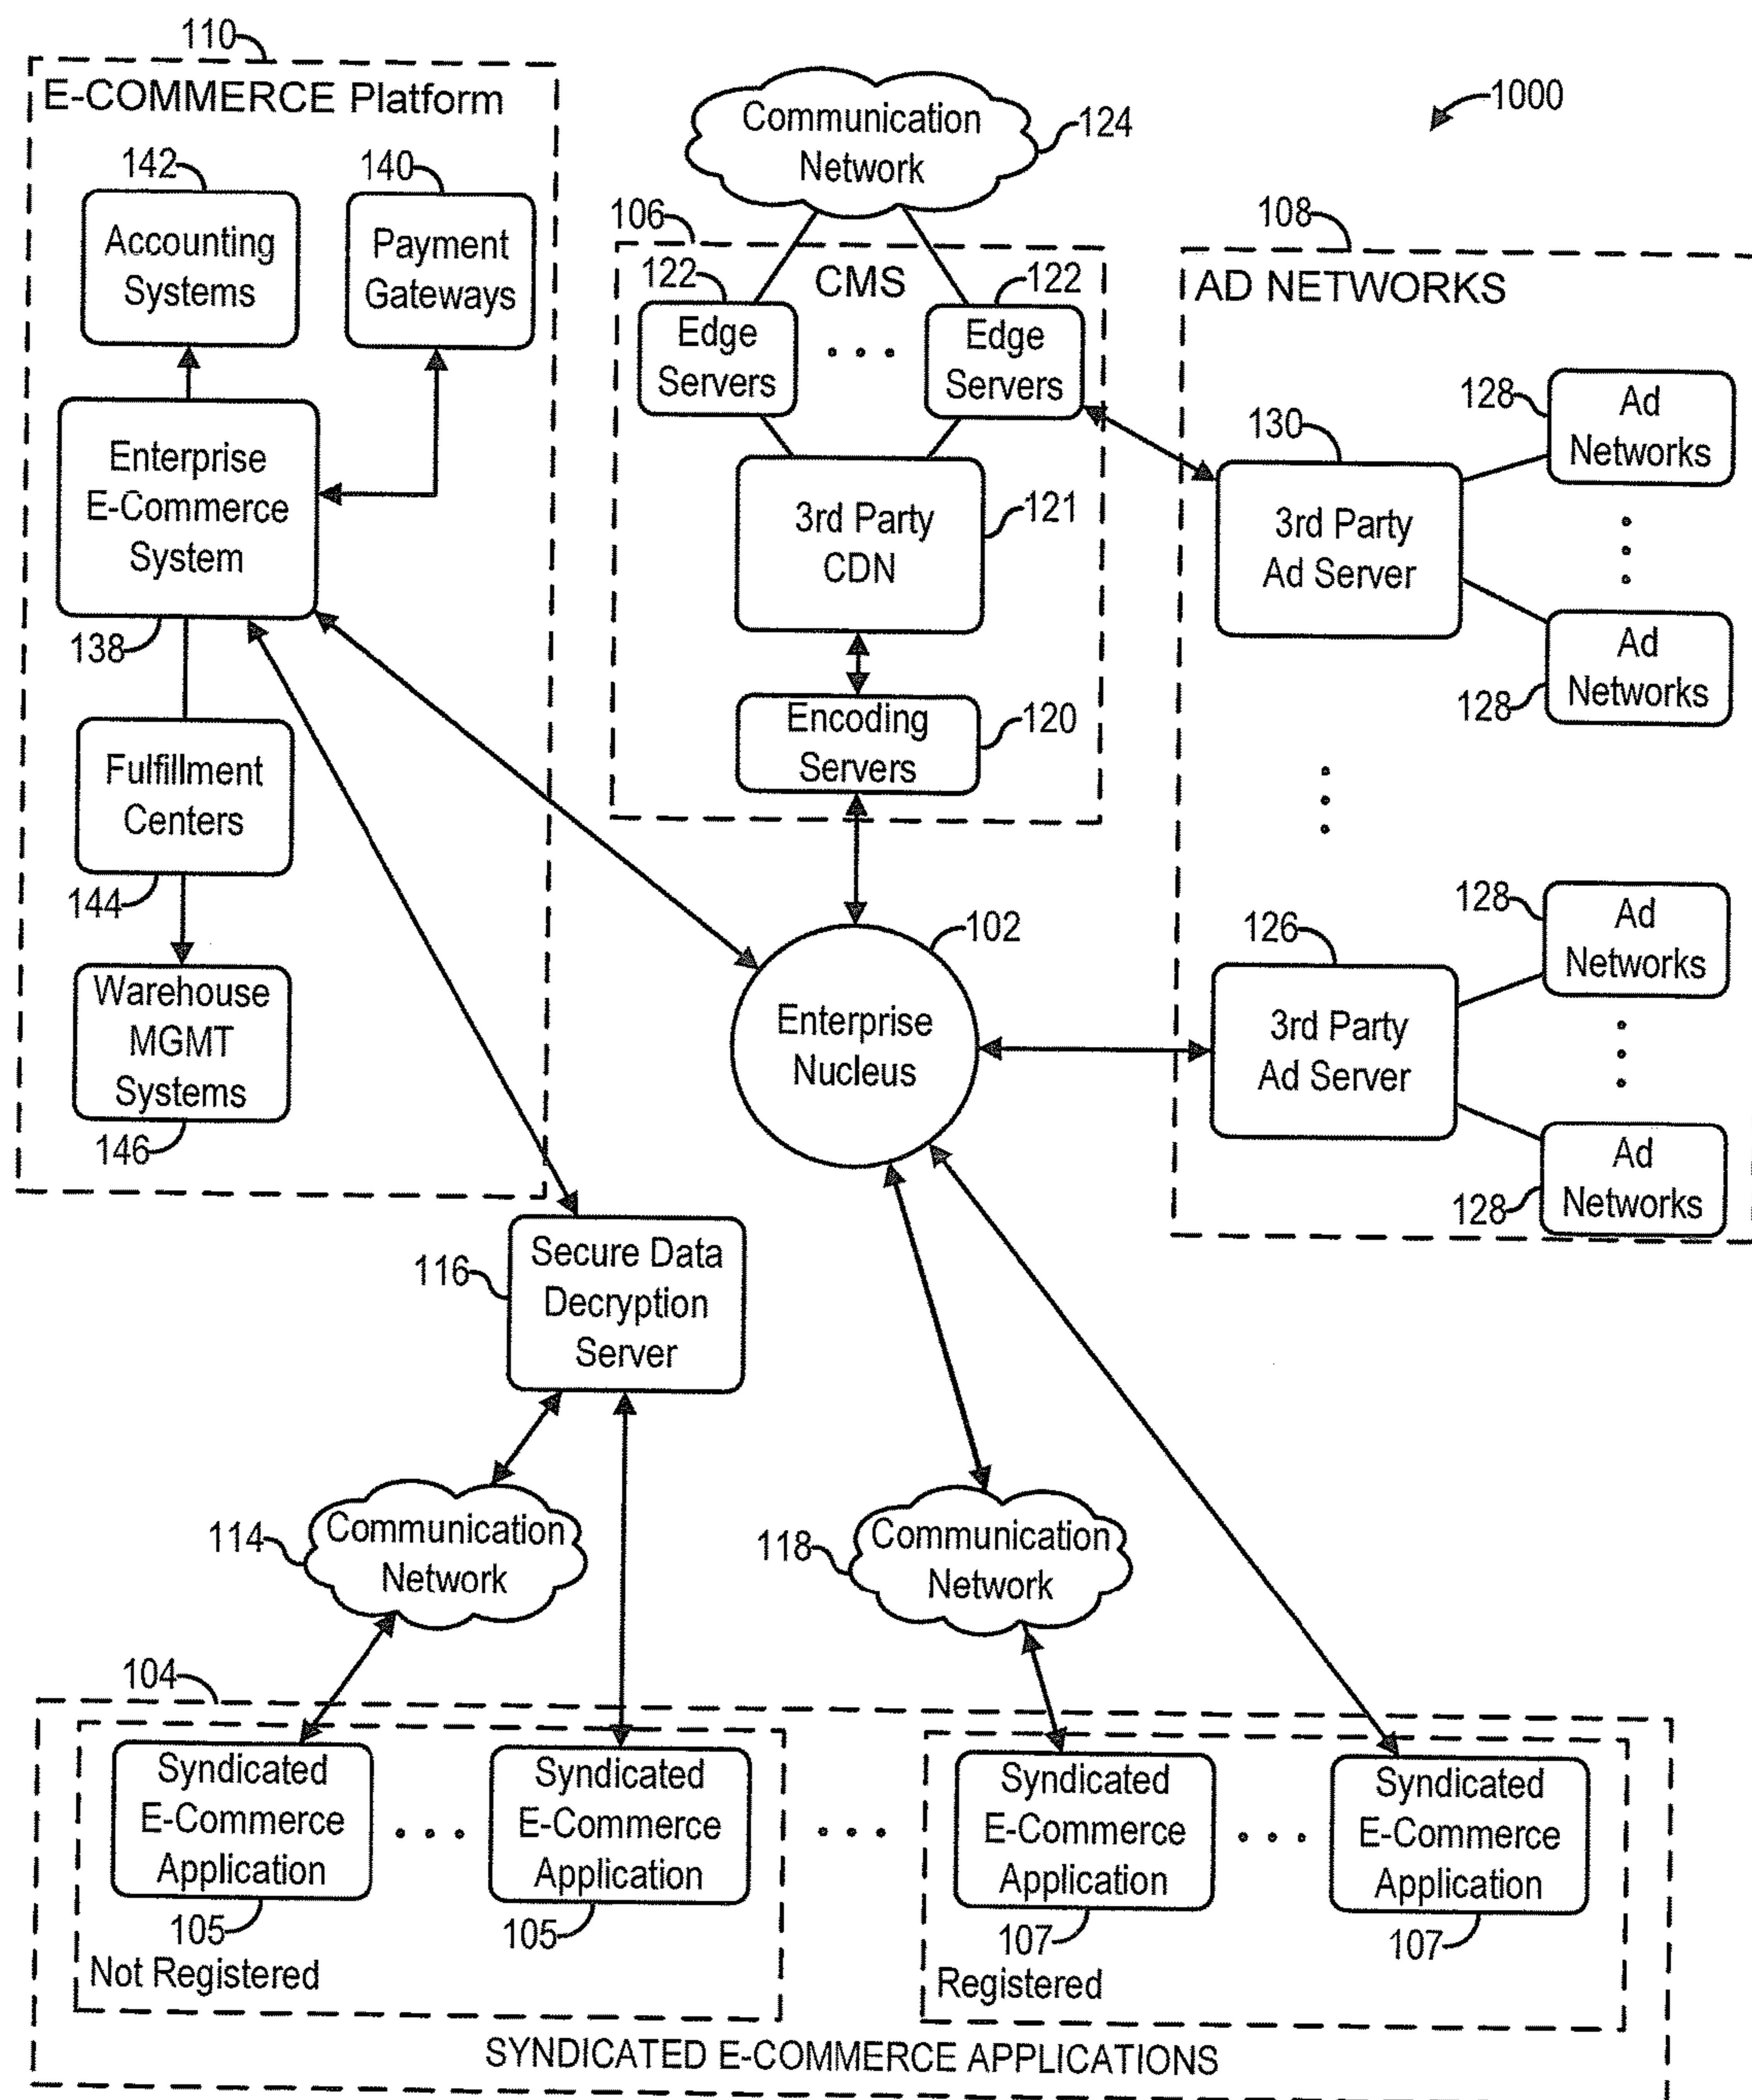 110
E-COMMERCE Platform
142
Accounting
Systems
140
Payment
Gateways
Enterprise
E-Commerce
System
138
Fulfillment
Centers
144
Warehouse
MGMT
Systems
146
Communication
Network
124
1000
106
CMS
122
Edge
Servers
122
Edge
Servers
3rd Party
CDN
121
Encoding
Servers
120
108
AD NETWORKS
130
3rd Party
Ad Server
128
Ad
Networks
128
Ad
Networks
126
3rd Party
Ad Server
128
Ad
Networks
128
Ad
Networks
102
Enterprise
Nucleus
116
Secure Data
Decryption
Server
114
Communication
Network
118
Communication
Network
104
Syndicated
E-Commerce
Application
105
Syndicated
E-Commerce
Application
105
Not Registered
Syndicated
E-Commerce
Application
107
Syndicated
E-Commerce
Application
107
Registered
SYNDICATED E-COMMERCE APPLICATIONS